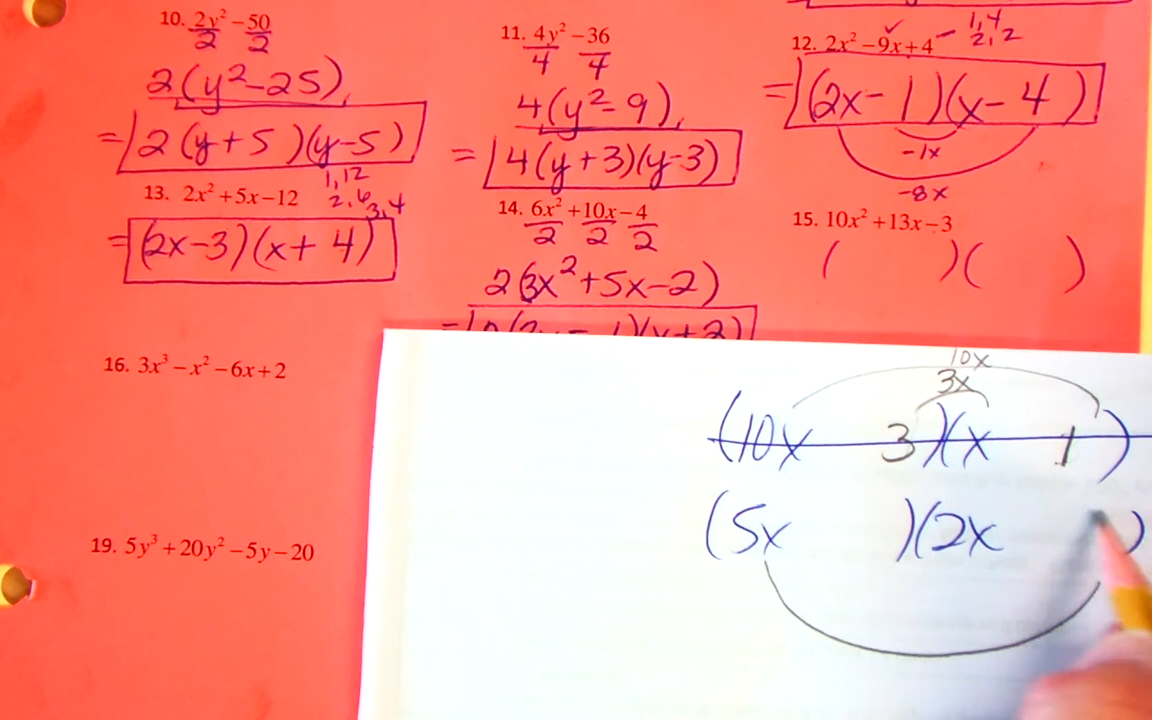 10. 2y² − 50
2 2
2(y²-25)
= 2(y+5)(y-5)
11. 4y² − 36
4 4
4(y²-9)
= 4(y+3)(y-3)
12. 2x² − 9x + 4 1,4
2,2
= (2x-1)(x-4)
-1x
-8x
13. 2x² + 5x − 12 1,12
2,6
3,4
= (2x-3)(x+4)
14. 6x² + 10x − 4
2 2 2
2(3x²+5x-2)
15. 10x² + 13x − 3
( )( )
16. 3x³ − x² − 6x + 2
10x
3x
(10x 3)(x 1)
(5x )(2x )
19. 5y³ + 20y² − 5y − 20